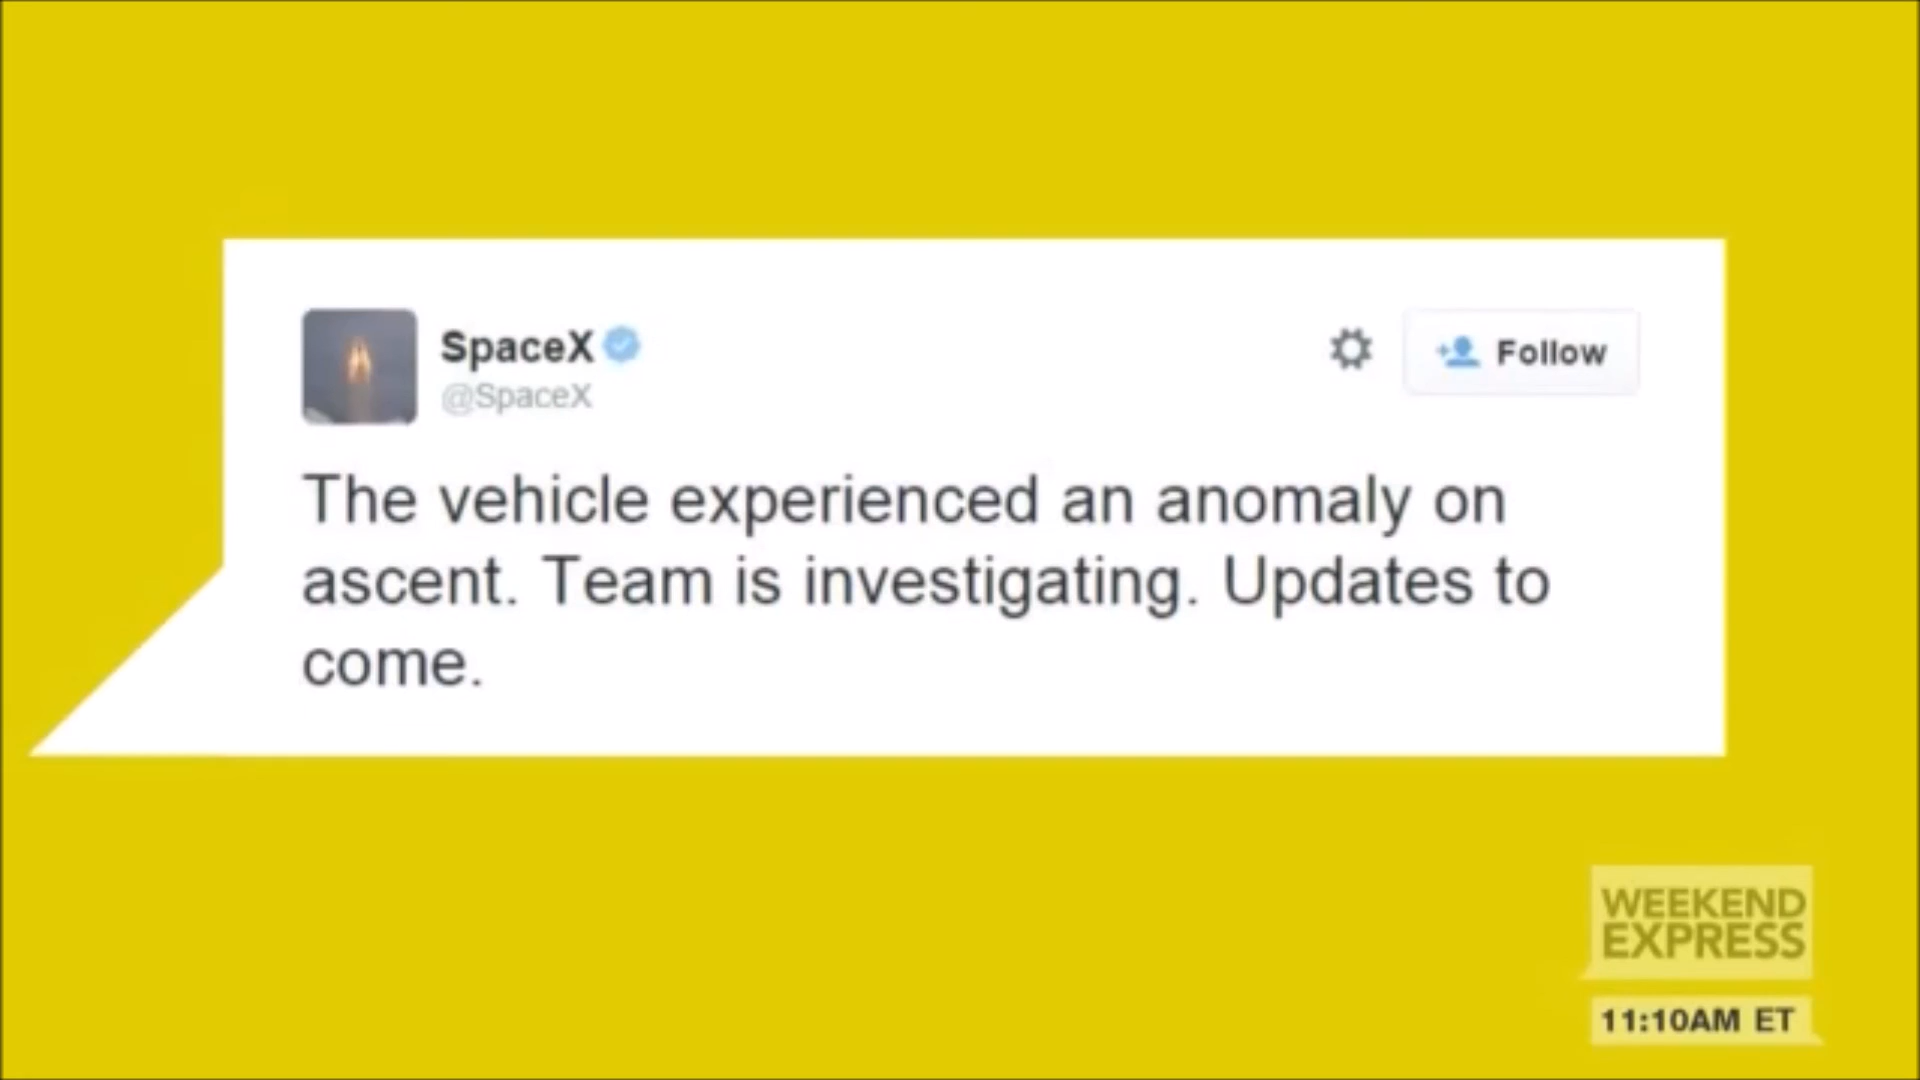 SpaceX
@SpaceX
Follow
The vehicle experienced an anomaly on
ascent. Team is investigating. Updates to
come.
WEEKEND
EXPRESS
11:10AM ET